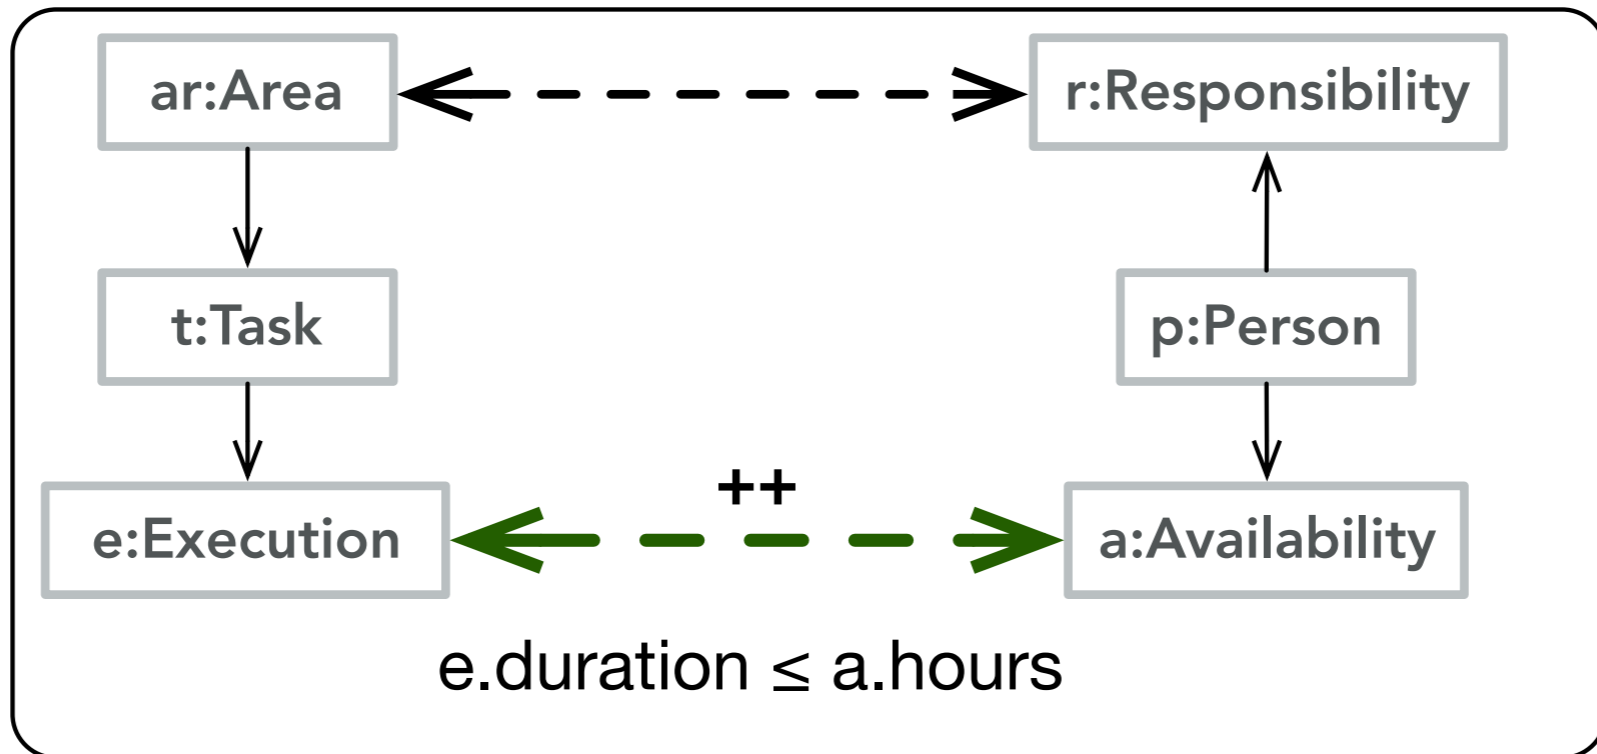 ar:Area
r:Responsibility
t:Task
p:Person
++
e:Execution
a:Availability
e.duration ≤ a.hours